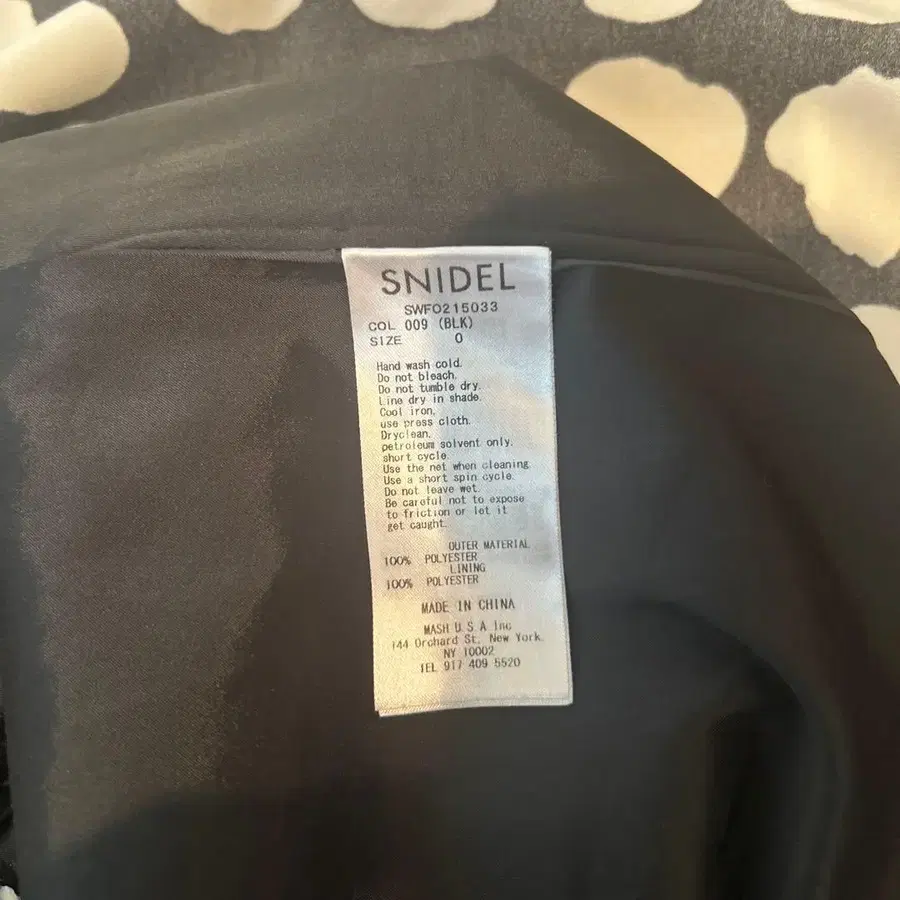 SNIDEL
SWFO215033
COL 009 (BLK)
SIZE 0
Hand wash cold.
Do not bleach.
Do not tumble dry.
Line dry in shade.
Cool iron.
use press cloth.
Dryclean.
petroleum solvent only.
short cycle.
Use the net when cleaning
Use a short spin cycle.
Do not leave wet.
Be careful not to expose
to friction or let it
get caught.
OUTER MATERIAL
100% POLYESTER
LINING
100% POLYESTER
MADE IN CHINA
MASH U.S.A Inc
144 Orchard St. New York.
NY 10002
TEL 917 409 5520